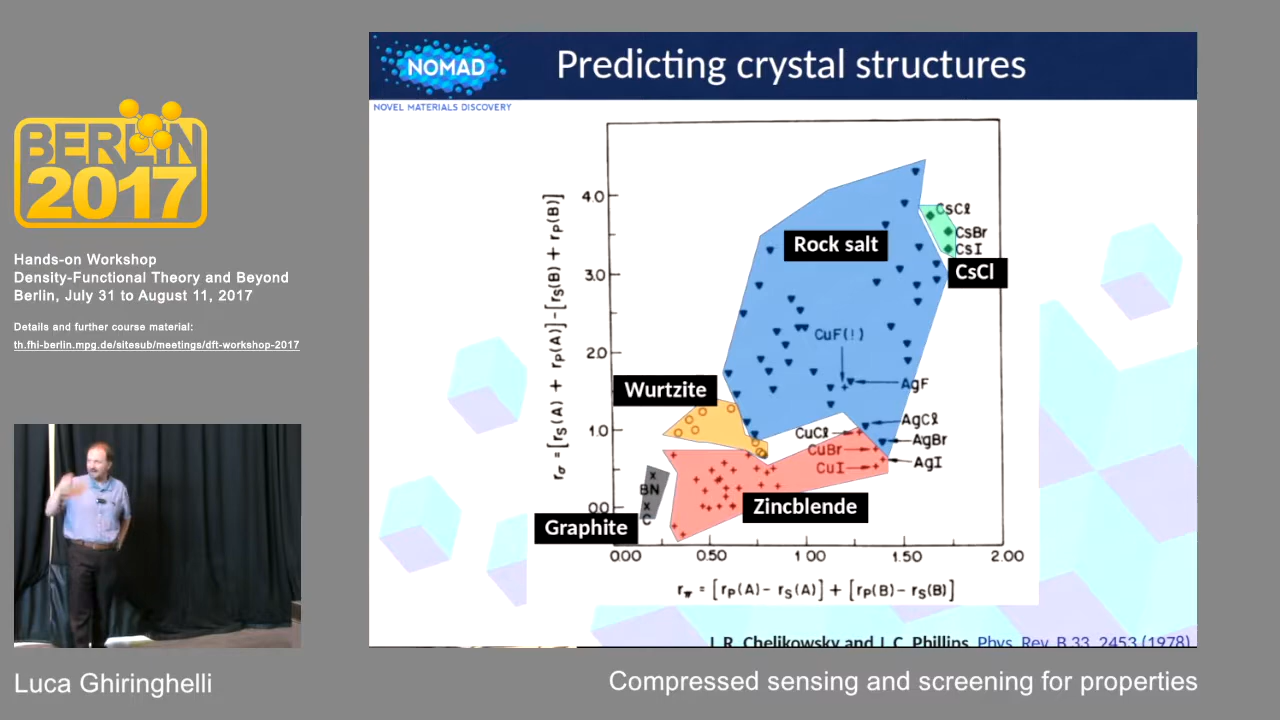 BERLIN
2017
Hands-on Workshop
Density-Functional Theory and Beyond
Berlin, July 31 to August 11, 2017
Details and further course material:
th.fhi-berlin.mpg.de/sitesub/meetings/dft-workshop-2017
Luca Ghiringhelli
NOMAD
NOVEL MATERIALS DISCOVERY
Predicting crystal structures
rσ = [rS(A) + rP(A)]-[rS(B) + rP(B)]
4.0
3.0
2.0
1.0
0.0
Rock salt
CsCℓ
CsBr
CsI
CsCl
CuF(!)
AgF
Wurtzite
AgCℓ
CuCℓ
AgBr
CuBr
AgI
CuI
BN
C
Zincblende
Graphite
0.00 0.50 1.00 1.50 2.00
rπ = [rP(A)- rS(A)] + [rP(B)- rS(B)]
J. R. Chelikowsky and J. C. Phillips, Phys. Rev. B 33, 2453 (1978)
Compressed sensing and screening for properties